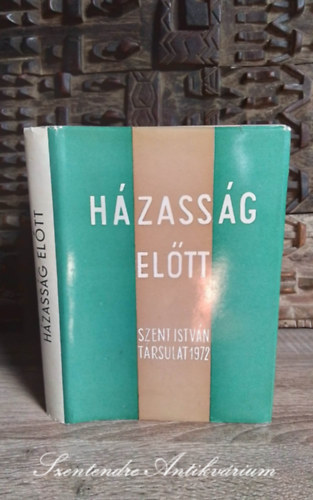 HÁZASSÁG ELŐTT
HÁZASSÁG
ELŐTT
SZENT ISTVÁN
TÁRSULAT 1972
Szentendre Antikvárium